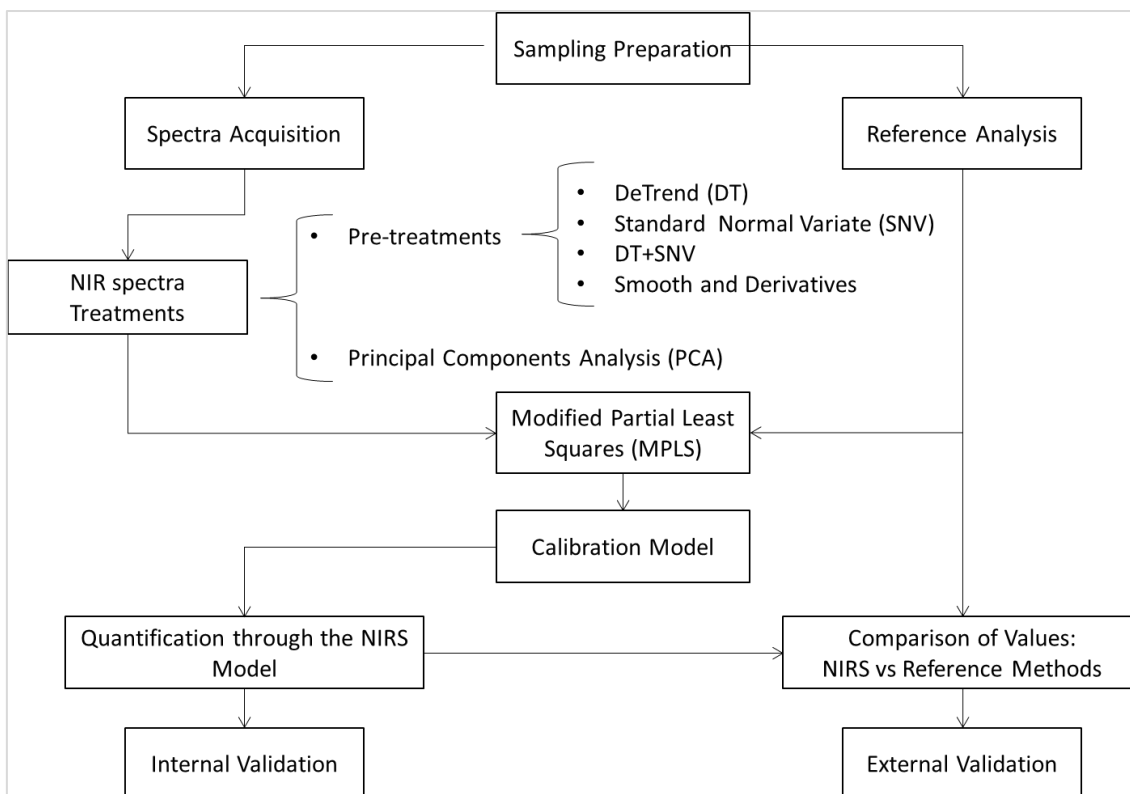 Sampling Preparation
Spectra Acquisition
Reference Analysis
• DeTrend (DT)
• Standard Normal Variate (SNV)
• Pre-treatments
• DT+SNV
• Smooth and Derivatives
NIR spectra
Treatments
• Principal Components Analysis (PCA)
Modified Partial Least
Squares (MPLS)
Calibration Model
Quantification through the NIRS
Model
Comparison of Values:
NIRS vs Reference Methods
Internal Validation
External Validation